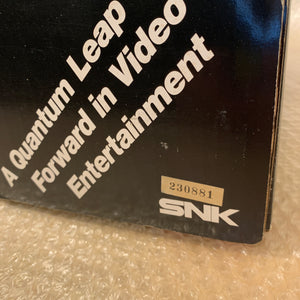 A Quantum Leap
Forward in Video
Entertainment
230881
SNK